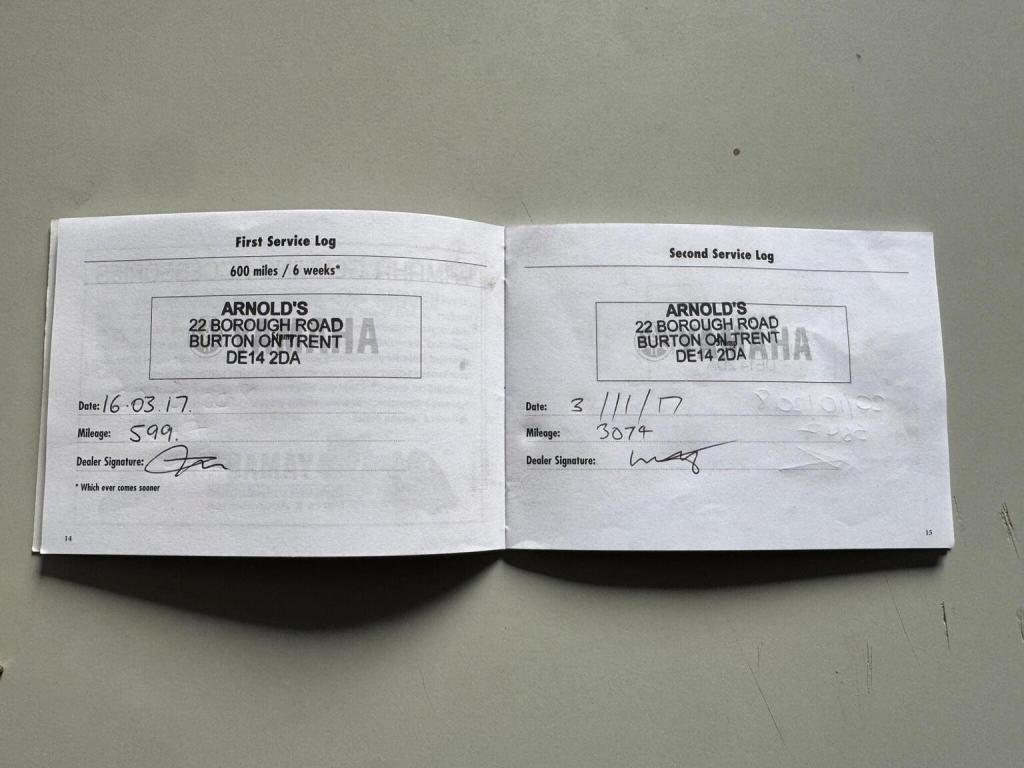 First Service Log
600 miles / 6 weeks*
ARNOLD'S
22 BOROUGH ROAD
BURTON ON TRENT
DE14 2DA
Stamp
Date: 16.03.17.
Mileage: 599.
Dealer Signature:
* Which ever comes sooner
14
Second Service Log
ARNOLD'S
22 BOROUGH ROAD
BURTON ON TRENT
DE14 2DA
Stamp
Date: 3/11/17
Mileage: 3074
Dealer Signature:
15